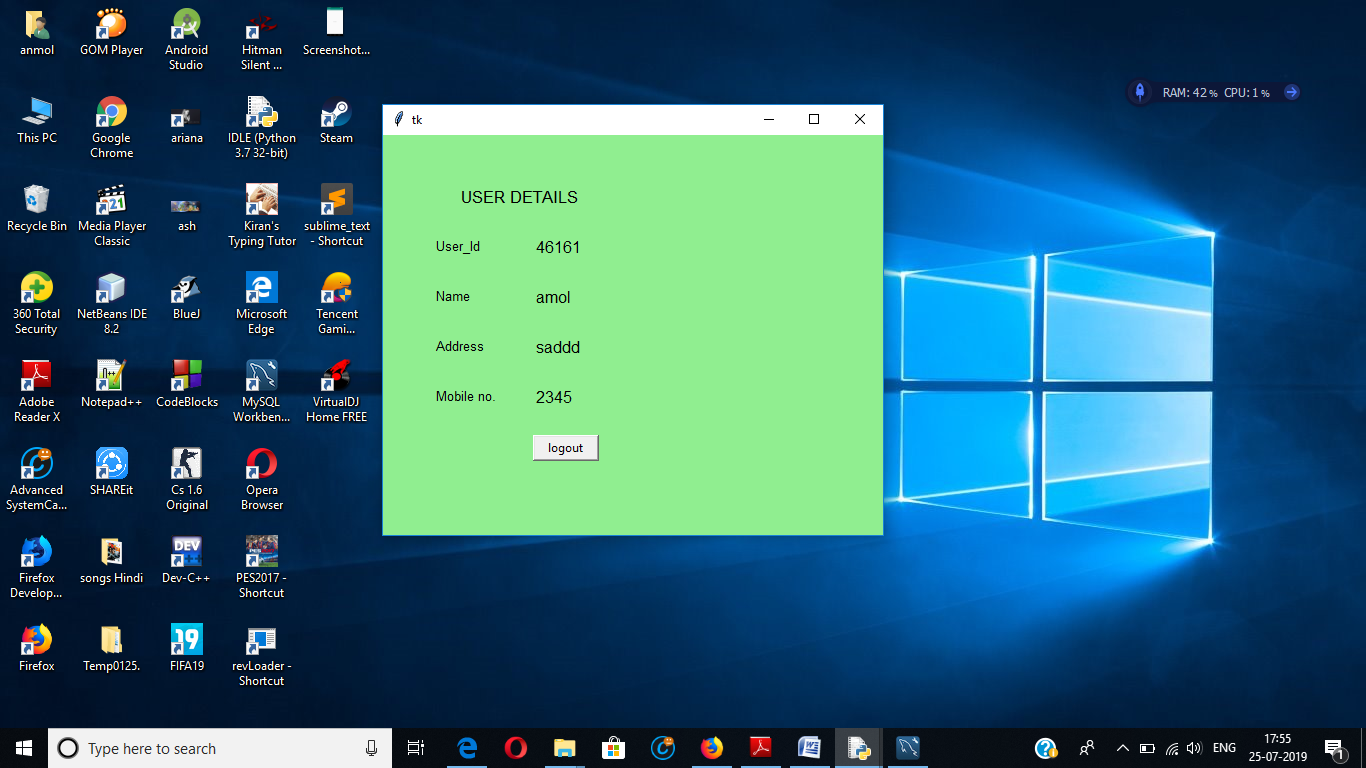 anmol
GOM Player
Android
Studio
Hitman
Silent ...
Screenshot...
This PC
Google
Chrome
ariana
IDLE (Python
3.7 32-bit)
Steam
Recycle Bin
Media Player
Classic
ash
Kiran's
Typing Tutor
sublime_text
- Shortcut
360 Total
Security
NetBeans IDE
8.2
BlueJ
Microsoft
Edge
Tencent
Gami...
Adobe
Reader X
Notepad++
CodeBlocks
MySQL
Workben...
VirtualDJ
Home FREE
Advanced
SystemCa...
SHAREit
Cs 1.6
Original
Opera
Browser
Firefox
Develop...
songs Hindi
Dev-C++
PES2017 -
Shortcut
Firefox
Temp0125.
FIFA19
revLoader -
Shortcut
321
DEV
19
RAM: 42 % CPU: 1 %
tk
USER DETAILS
User_Id 46161
Name amol
Address saddd
Mobile no. 2345
logout
Type here to search
ENG
17:55
25-07-2019
1